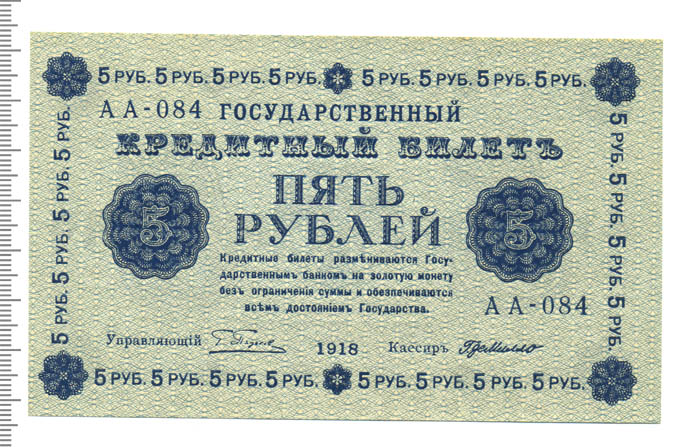 5 РУБ. 5 РУБ. 5 РУБ. 5 РУБ. 5 РУБ. 5 РУБ. 5 РУБ. 5 РУБ. 5 РУБ.
АА-084 ГОСУДАРСТВЕННЫЙ
КРЕДИТНЫЙ БИЛЕТЪ
ПЯТЬ
РУБЛЕЙ
5
5
Кредитные билеты размѣниваются Госу-
дарственнымъ банкомъ на золотую монету
безъ ограниченія суммы и обезпечиваются
всѣмъ достояніемъ Государства.
АА-084
Управляющій
1918
Кассиръ
5 РУБ. 5 РУБ. 5 РУБ. 5 РУБ.
5 РУБ. 5 РУБ. 5 РУБ. 5 РУБ.
5 РУБ. 5 РУБ. 5 РУБ. 5 РУБ. 5 РУБ. 5 РУБ. 5 РУБ. 5 РУБ.